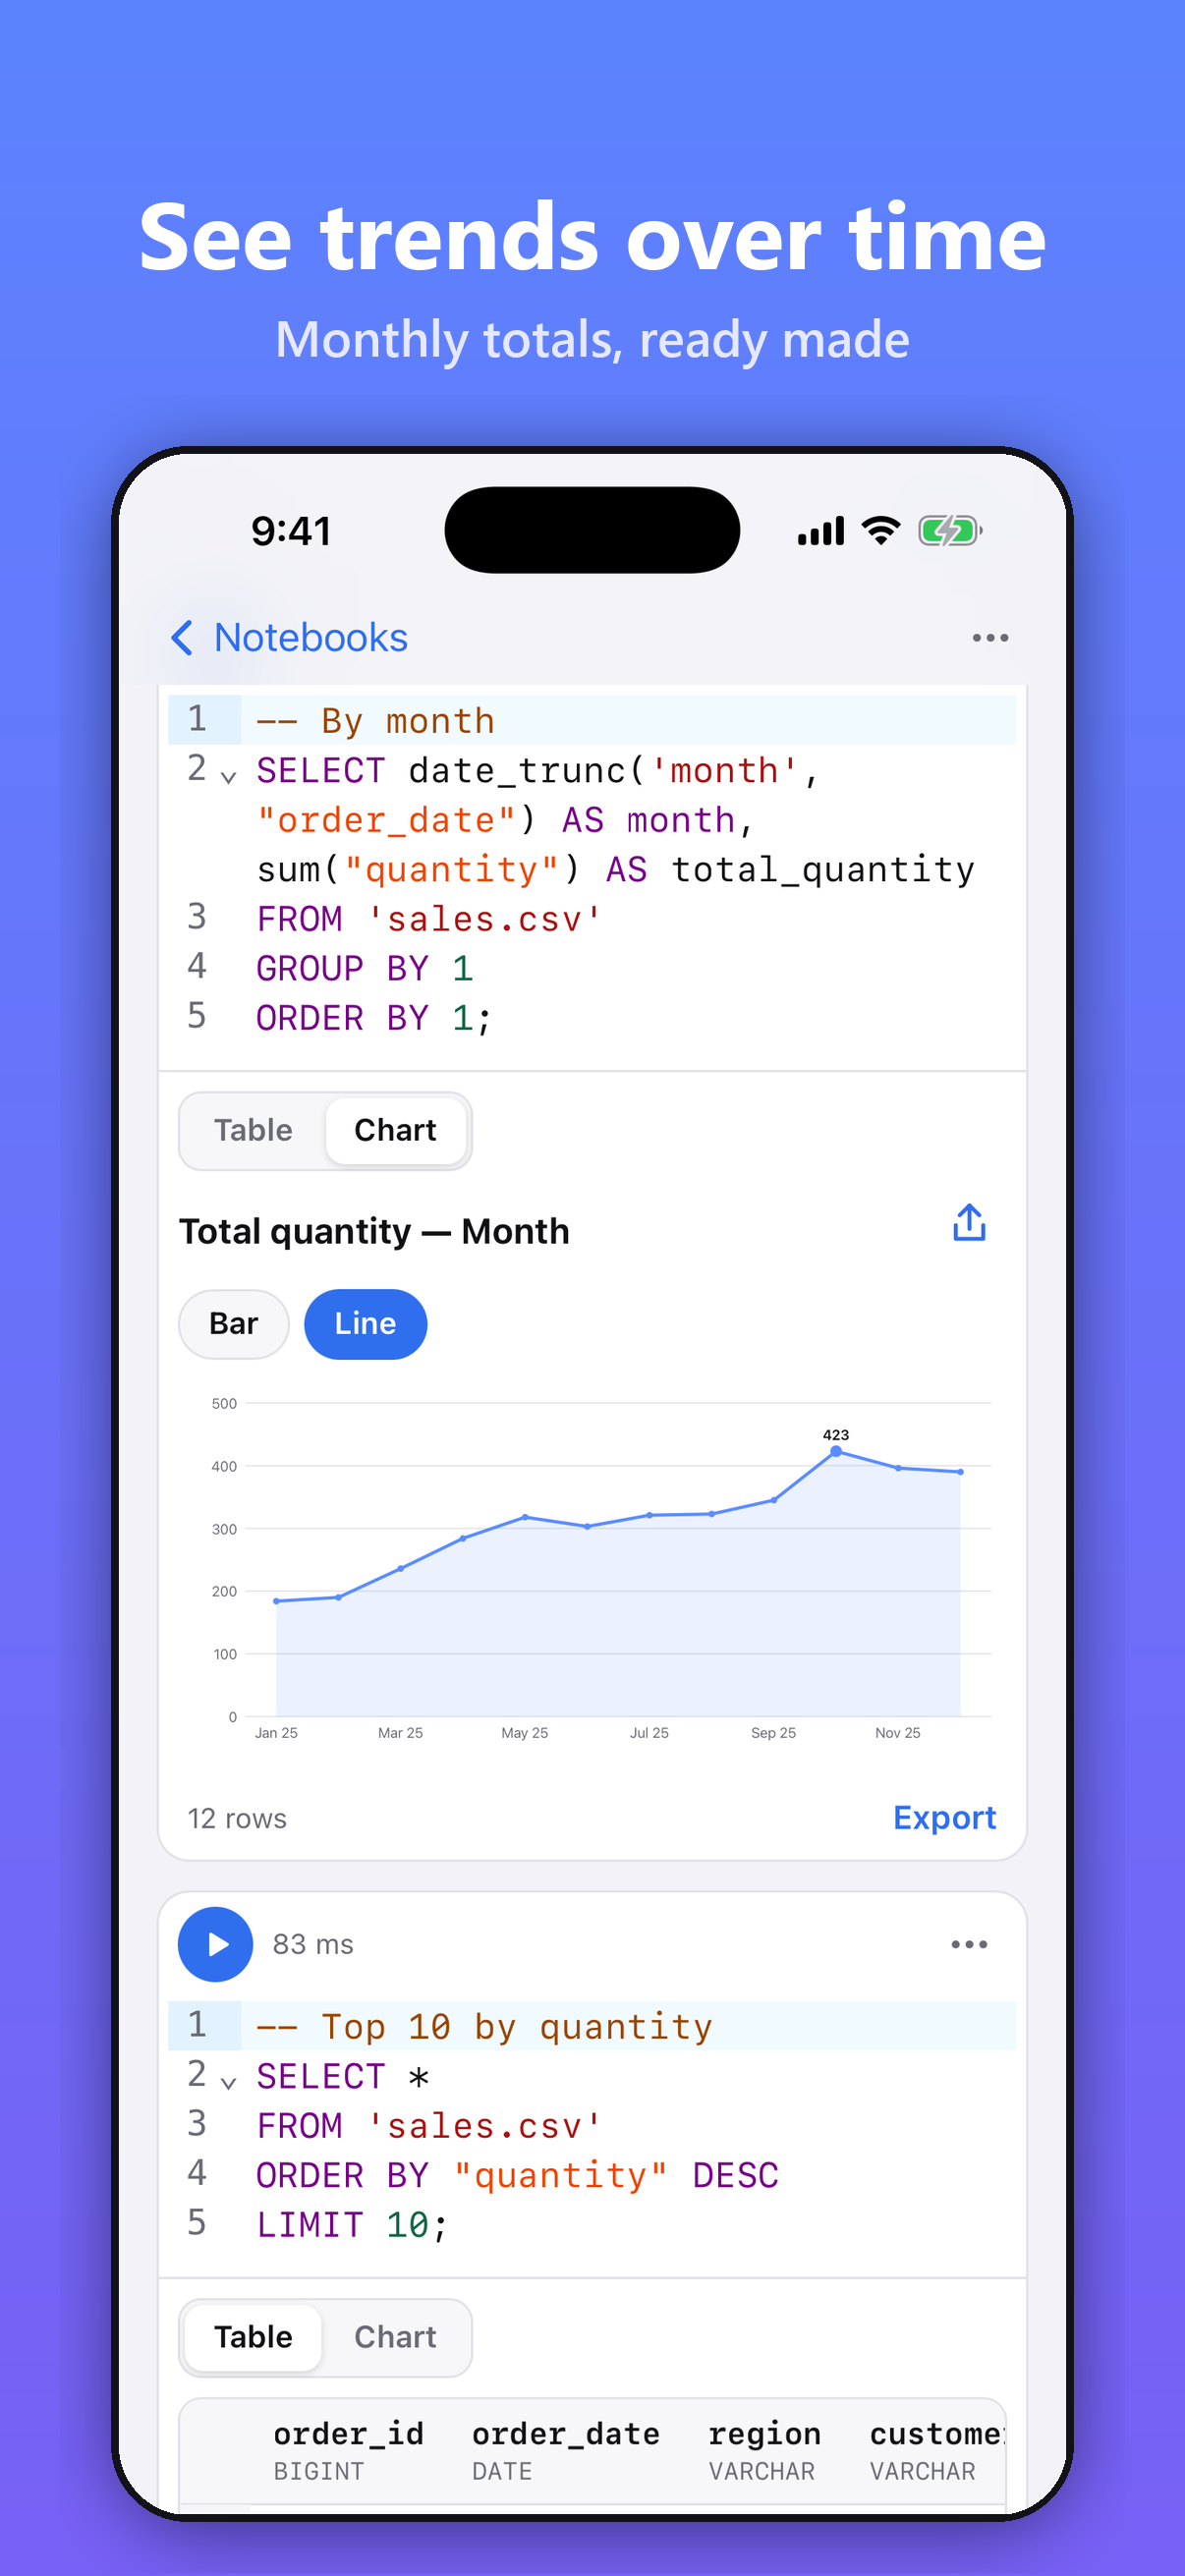 See trends over time
Monthly totals, ready made
9:41
Notebooks
1 -- By month
2 SELECT date_trunc('month',
"order_date") AS month,
sum("quantity") AS total_quantity
3 FROM 'sales.csv'
4 GROUP BY 1
5 ORDER BY 1;
Table Chart
Total quantity — Month
Bar Line
500
423
400
300
200
100
0
Jan 25 Mar 25 May 25 Jul 25 Sep 25 Nov 25
12 rows Export
83 ms
1 -- Top 10 by quantity
2 SELECT *
3 FROM 'sales.csv'
4 ORDER BY "quantity" DESC
5 LIMIT 10;
Table Chart
order_id order_date region
BIGINT DATE VARCHAR VARCHAR